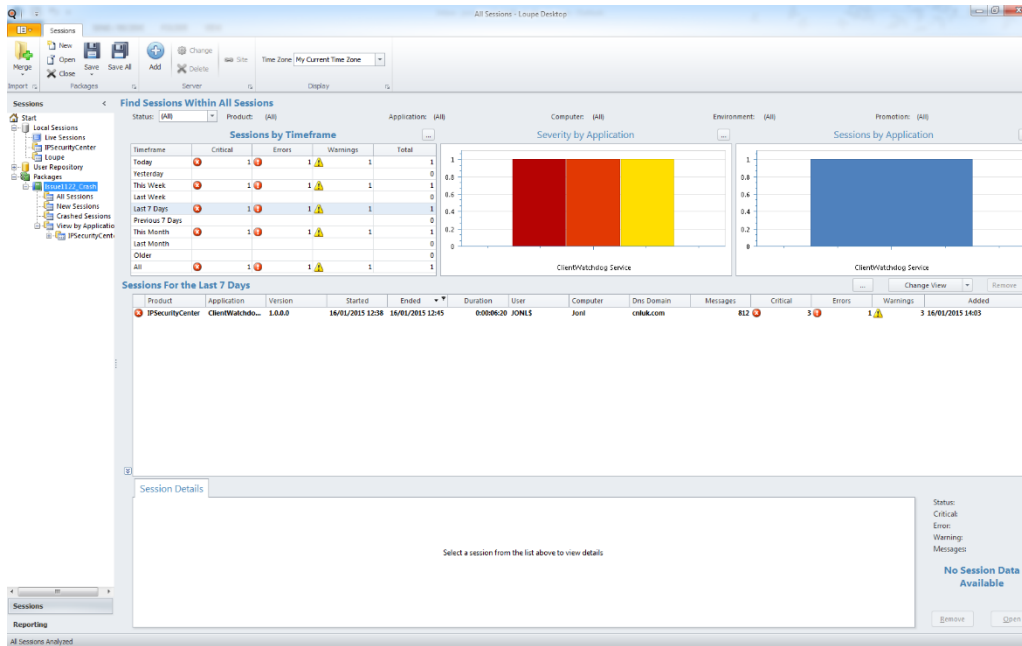 All Sessions - Loupe Desktop
Sessions
Merge
New
Open
Close
Save
Save All
Add
Change
Delete
Site
Time Zone My Current Time Zone
Import
Packages
Server
Display
Sessions
Start
Local Sessions
Live Sessions
IPSecurityCenter
Loupe
User Repository
Packages
Issue1122_Crash
All Sessions
New Sessions
Crashed Sessions
View by Applicatio
IPSecurityCent
Sessions
Reporting
All Sessions Analyzed
Find Sessions Within All Sessions
Status: (All) Product: (All) Application: (All) Computer: (All) Environment: (All) Promotion: (All)
Sessions by Timeframe ...
Timeframe Critical Errors Warnings Total
Today 1 1 1 1
Yesterday 0
This Week 1 1 1 1
Last Week 0
Last 7 Days 1 1 1 1
Previous 7 Days 0
This Month 1 1 1 1
Last Month 0
Older 0
All 1 1 1 1
Severity by Application ...
1
0.8
0.6
0.4
0.2
0
ClientWatchdog Service
Sessions by Application
1
0.8
0.6
0.4
0.2
0
ClientWatchdog Service
Sessions For the Last 7 Days ... Change View Remove
Product Application Version Started Ended Duration User Computer Dns Domain Messages Critical Errors Warnings Added
IPSecurityCenter ClientWatchdo... 1.0.0.0 16/01/2015 12:38 16/01/2015 12:45 0:00:06:20 JONL$ Jonl cnluk.com 812 3 1 3 16/01/2015 14:03
Session Details
Select a session from the list above to view details
Status:
Critical:
Error:
Warning:
Messages:
No Session Data
Available
Remove Open